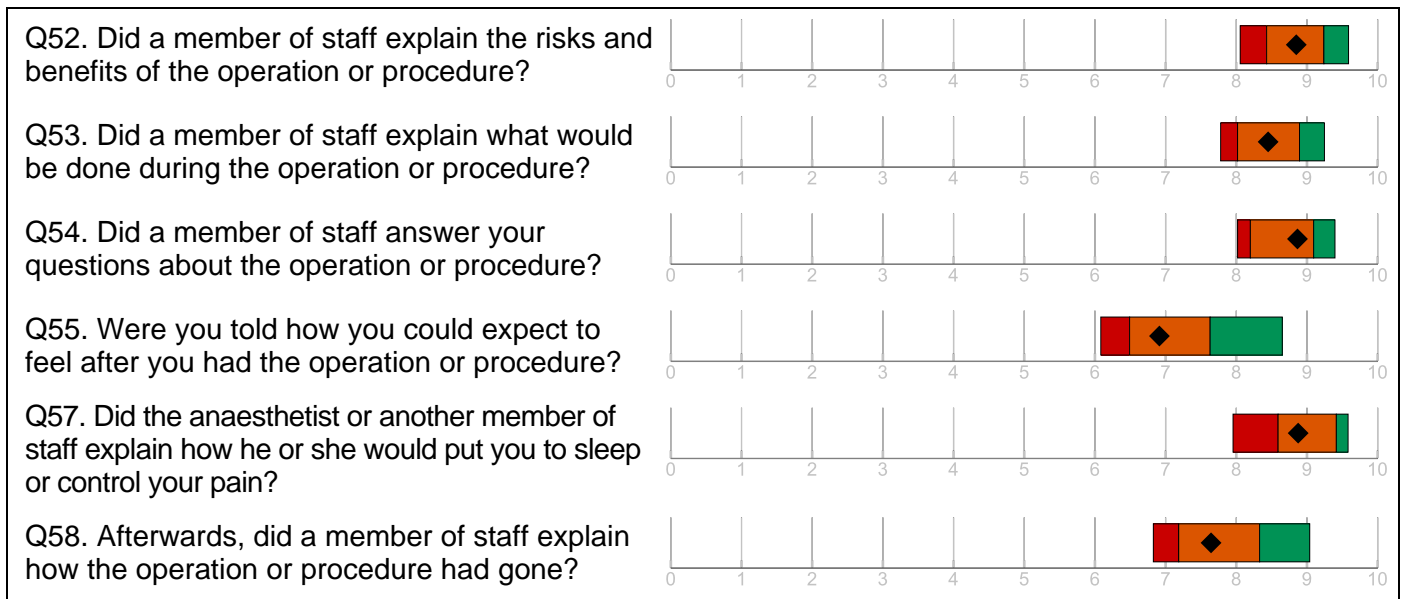 Q52. Did a member of staff explain the risks and
benefits of the operation or procedure?
0 1 2 3 4 5 6 7 8 9 10
Q53. Did a member of staff explain what would
be done during the operation or procedure?
0 1 2 3 4 5 6 7 8 9 10
Q54. Did a member of staff answer your
questions about the operation or procedure?
0 1 2 3 4 5 6 7 8 9 10
Q55. Were you told how you could expect to
feel after you had the operation or procedure?
0 1 2 3 4 5 6 7 8 9 10
Q57. Did the anaesthetist or another member of
staff explain how he or she would put you to sleep
or control your pain?
0 1 2 3 4 5 6 7 8 9 10
Q58. Afterwards, did a member of staff explain
how the operation or procedure had gone?
0 1 2 3 4 5 6 7 8 9 10